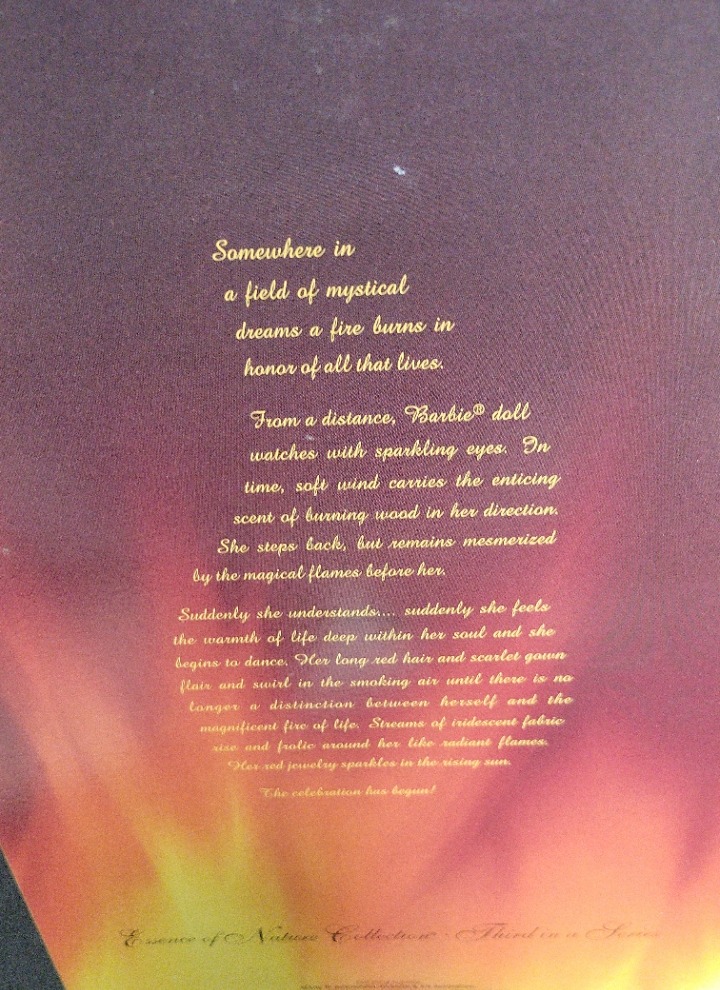 Somewhere in
a field of mystical
dreams a fire burns in
honor of all that lives.
From a distance, Barbie® doll
watches with sparkling eyes. In
time, soft wind carries the enticing
scent of burning wood in her direction.
She steps back, but remains mesmerized
by the magical flames before her.
Suddenly she understands.... suddenly she feels
the warmth of life deep within her soul and she
begins to dance. Her long red hair and scarlet gown
flair and swirl in the smoking air until there is no
longer a distinction between herself and the
magnificent fire of life. Streams of iridescent fabric
rise and frolic around her like radiant flames.
Her red jewelry sparkles in the rising sun.
The celebration has begun!
Essence of Nature Collection · Third in a Series